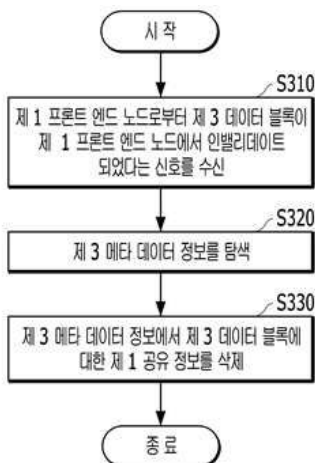 시 작
S310
제 1 프론트 엔드 노드로부터 제 3 데이터 블록이
제 1 프론트 엔드 노드에서 인밸리데이트
되었다는 신호를 수신
S320
제 3 메타 데이터 정보를 탐색
S330
제 3 메타 데이터 정보에서 제 3 데이터 블록에
대한 제 1 공유 정보를 삭제
종 료